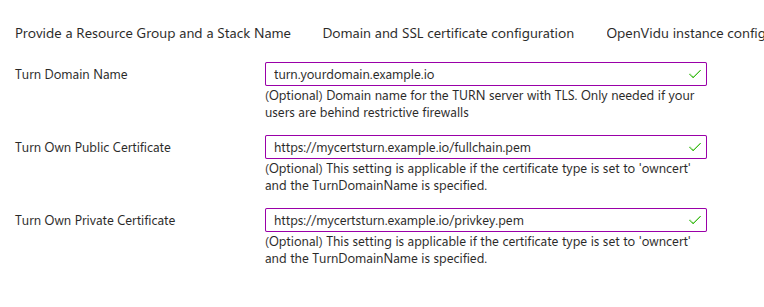 Provide a Resource Group and a Stack Name Domain and SSL certificate configuration OpenVidu instance config
Turn Domain Name turn.yourdomain.example.io
(Optional) Domain name for the TURN server with TLS. Only needed if your
users are behind restrictive firewalls
Turn Own Public Certificate https://mycertsturn.example.io/fullchain.pem
(Optional) This setting is applicable if the certificate type is set to 'owncert'
and the TurnDomainName is specified.
Turn Own Private Certificate https://mycertsturn.example.io/privkey.pem
(Optional) This setting is applicable if the certificate type is set to 'owncert'
and the TurnDomainName is specified.